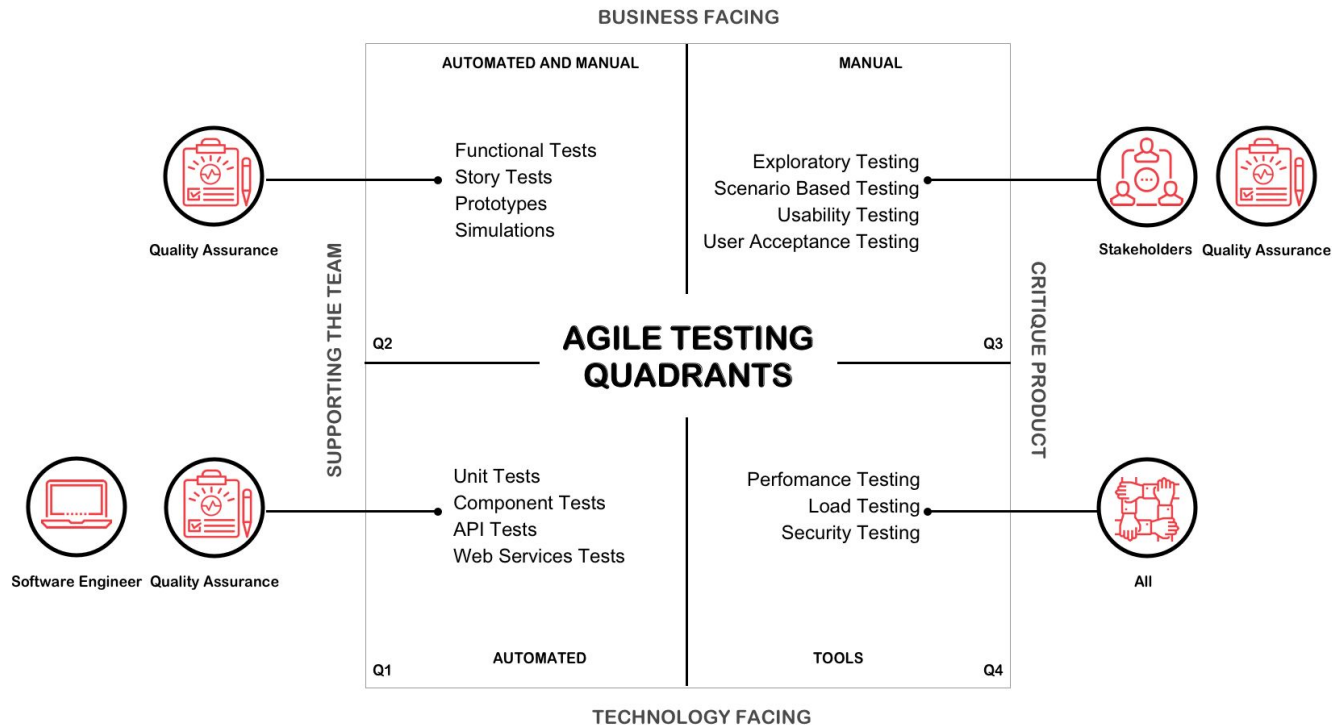 BUSINESS FACING
AUTOMATED AND MANUAL
MANUAL
Functional Tests
Story Tests
Prototypes
Simulations
Exploratory Testing
Scenario Based Testing
Usability Testing
User Acceptance Testing
Quality Assurance
Stakeholders
Quality Assurance
SUPPORTING THE TEAM
CRITIQUE PRODUCT
Q2
AGILE TESTING
QUADRANTS
Q3
Unit Tests
Component Tests
API Tests
Web Services Tests
Perfomance Testing
Load Testing
Security Testing
Software Engineer
Quality Assurance
All
Q1
AUTOMATED
TOOLS
Q4
TECHNOLOGY FACING